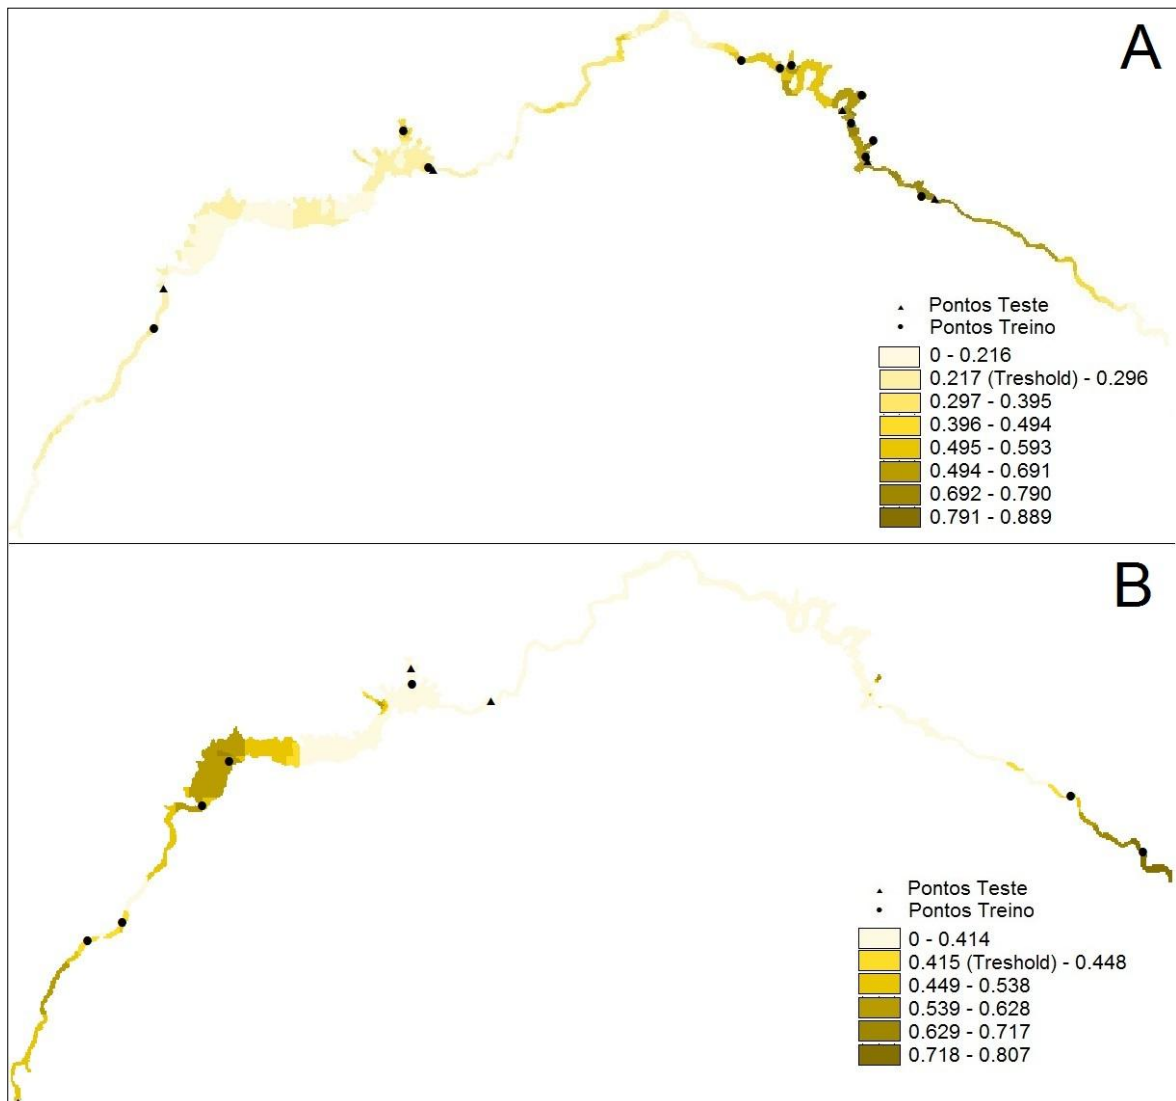 A
Pontos Teste
Pontos Treino
0 - 0.216
0.217 (Treshold) - 0.296
0.297 - 0.395
0.396 - 0.494
0.495 - 0.593
0.494 - 0.691
0.692 - 0.790
0.791 - 0.889
B
Pontos Teste
Pontos Treino
0 - 0.414
0.415 (Treshold) - 0.448
0.449 - 0.538
0.539 - 0.628
0.629 - 0.717
0.718 - 0.807